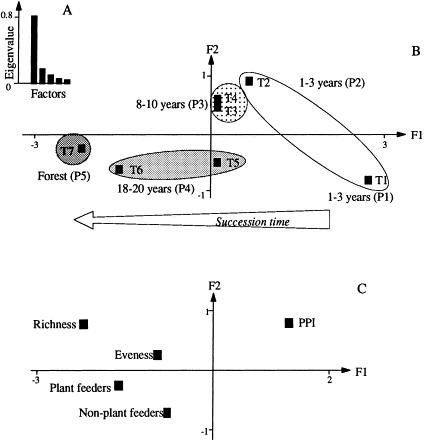 A
0.8
Eigenvalue
0
Factors
F2
B
1
T2
1-3 years (P2)
8-10 years (P3)
T4
T3
-3
3
F1
T7
T6
T5
T1
Forest (P5)
18-20 years (P4)
1-3 years (P1)
-1
Succession time
F2
C
1
Richness
PPI
Eveness
-3
2
F1
Plant feeders
Non-plant feeders
-1